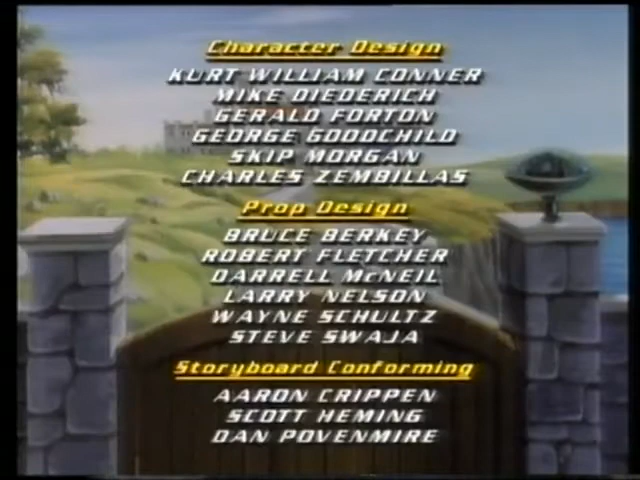 Character Design
KURT WILLIAM CONNER
MIKE DIEDERICH
GERALD FORTON
GEORGE GOODCHILD
SKIP MORGAN
CHARLES ZEMBILLAS
Prop Design
BRUCE BERKEY
ROBERT FLETCHER
DARRELL McNEIL
LARRY NELSON
WAYNE SCHULTZ
STEVE SWAJA
Storyboard Conforming
AARON CRIPPEN
SCOTT HEMING
DAN POVENMIRE